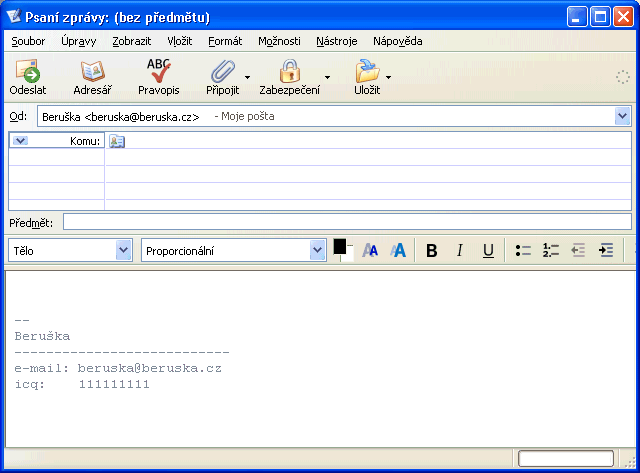 Psaní zprávy: (bez předmětu)
Soubor Úpravy Zobrazit Vložit Formát Možnosti Nástroje Nápověda
ABC
Odeslat Adresář Pravopis Připojit Zabezpečení Uložit
Od: Beruška <beruska@beruska.cz> - Moje pošta
Komu:
Předmět:
Tělo Proporcionální A A A A B I U
--
Beruška
---------------------------
e-mail: beruska@beruska.cz
icq: 111111111